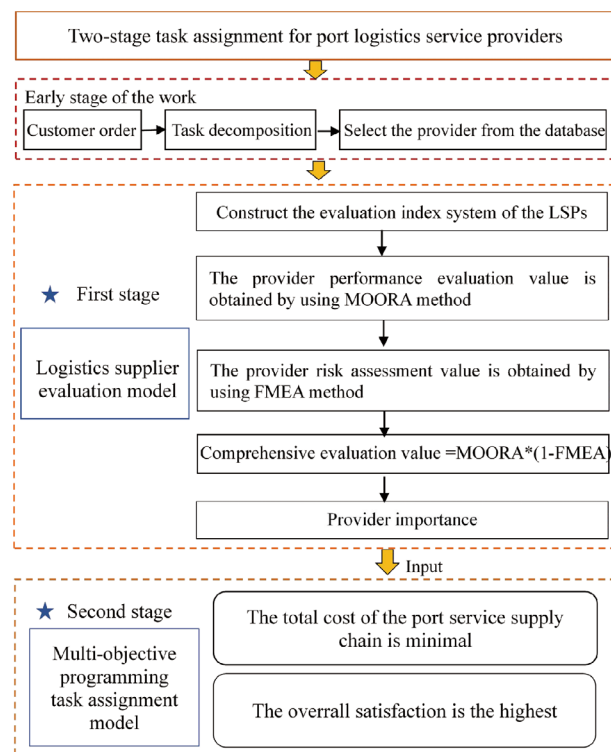 Two-stage task assignment for port logistics service providers
Early stage of the work
Customer order
Task decomposition
Select the provider from the database
Construct the evaluation index system of the LSPs
★ First stage
The provider performance evaluation value is
obtained by using MOORA method
Logistics supplier
evaluation model
The provider risk assessment value is obtained by
using FMEA method
Comprehensive evaluation value =MOORA*(1-FMEA)
Provider importance
Input
★ Second stage
The total cost of the port service supply
chain is minimal
Multi-objective
programming
task assignment
model
The overrall satisfaction is the highest